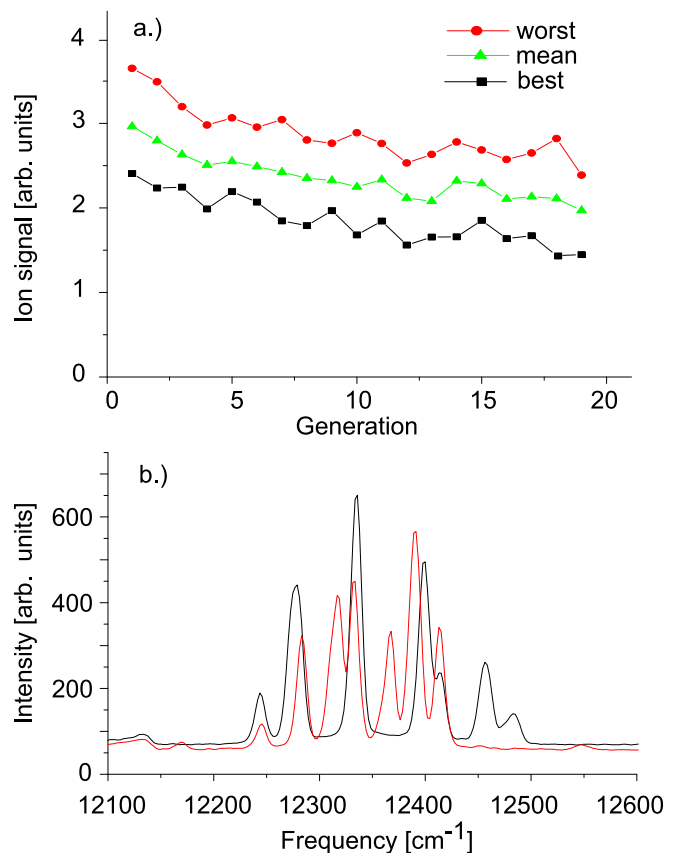 a.)
worst
mean
best
4
3
2
1
0
Ion signal [arb. units]
0 5 10 15 20
Generation
b.)
600
400
200
0
Intensity [arb. units]
12100 12200 12300 12400 12500 12600
Frequency [cm⁻¹]